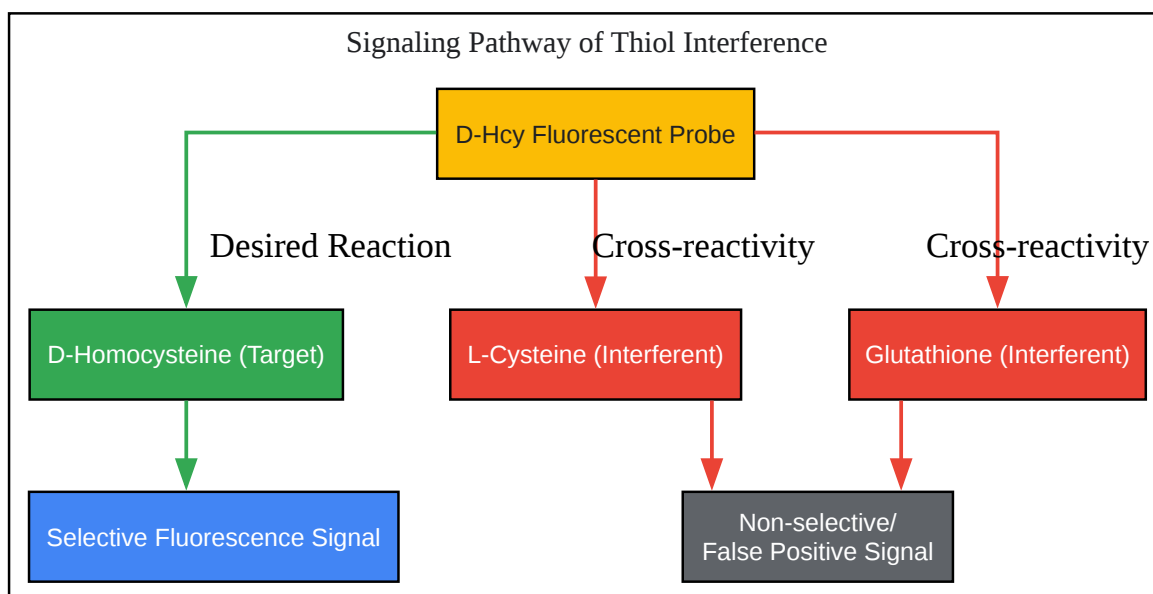 Signaling Pathway of Thiol Interference
D-Hcy Fluorescent Probe
Desired Reaction
Cross-reactivity
Cross-reactivity
D-Homocysteine (Target)
L-Cysteine (Interferent)
Glutathione (Interferent)
Selective Fluorescence Signal
Non-selective/
False Positive Signal